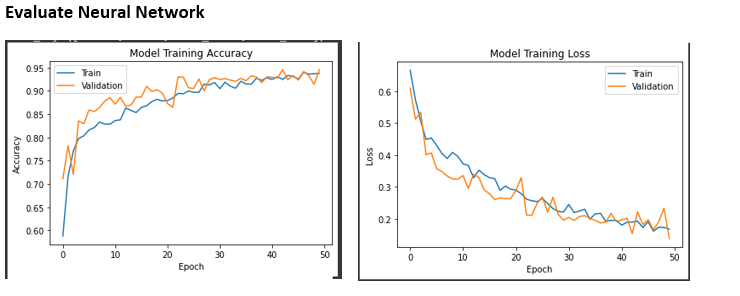 Evaluate Neural Network
Model Training Accuracy
Train
Validation
0.95
0.90
0.85
0.80
0.75
0.70
0.65
0.60
Accuracy
0
10
20
30
40
50
Epoch
Model Training Loss
Train
Validation
0.6
0.5
0.4
0.3
0.2
Loss
0
10
20
30
40
50
Epoch